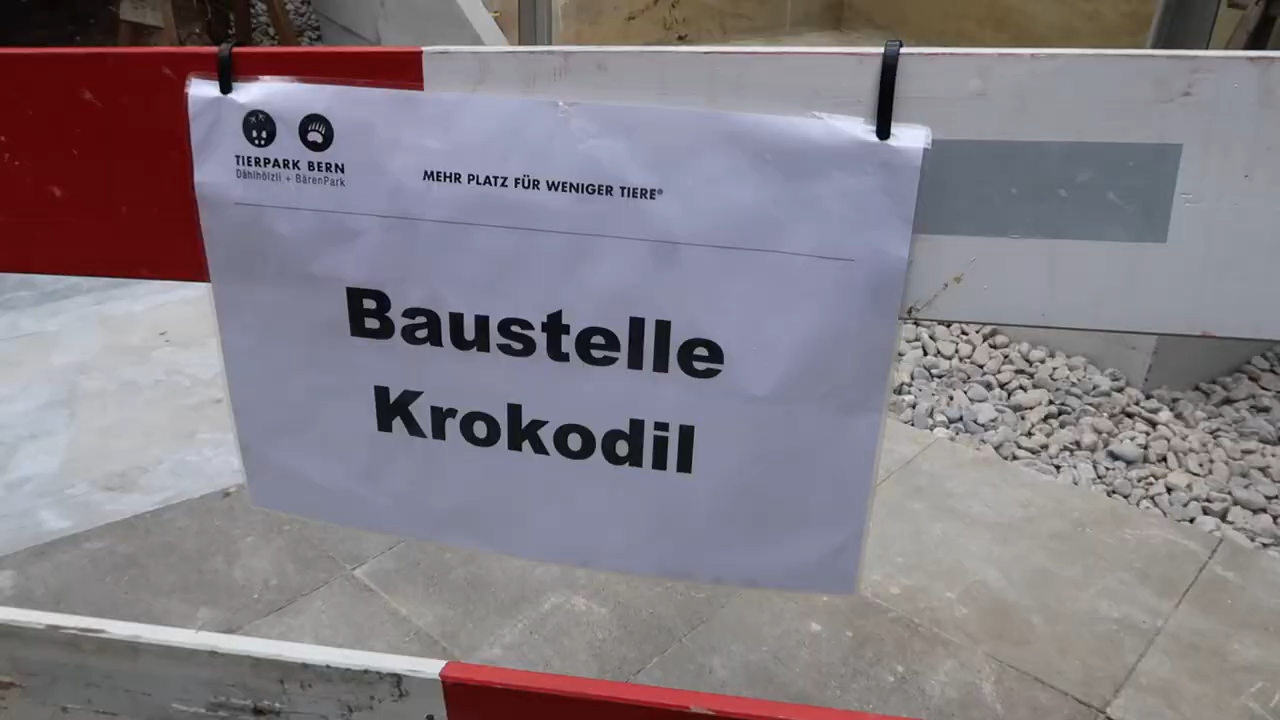 TIERPARK BERN
Dählhölzli + BärenPark
MEHR PLATZ FÜR WENIGER TIERE®
Baustelle
Krokodil